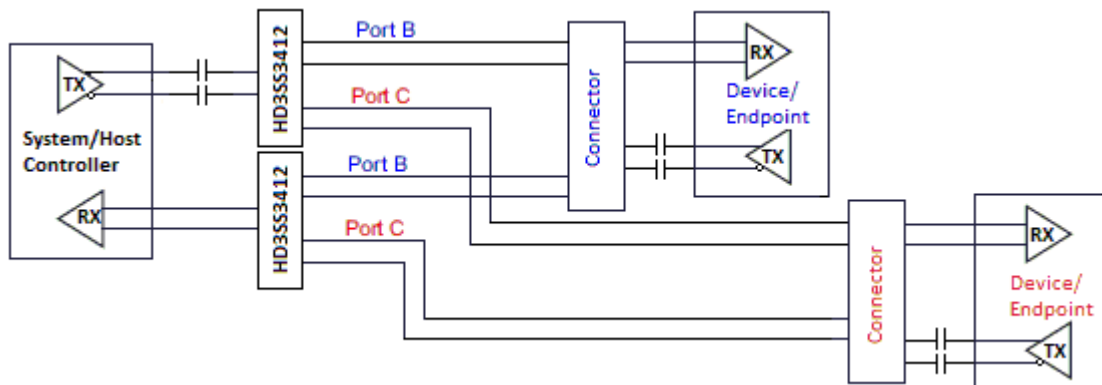 TX
System/Host
Controller
RX
HD3SS3412
HD3SS3412
Port B
Port C
Port B
Port C
Connector
RX
Device/
Endpoint
TX
Connector
RX
Device/
Endpoint
TX